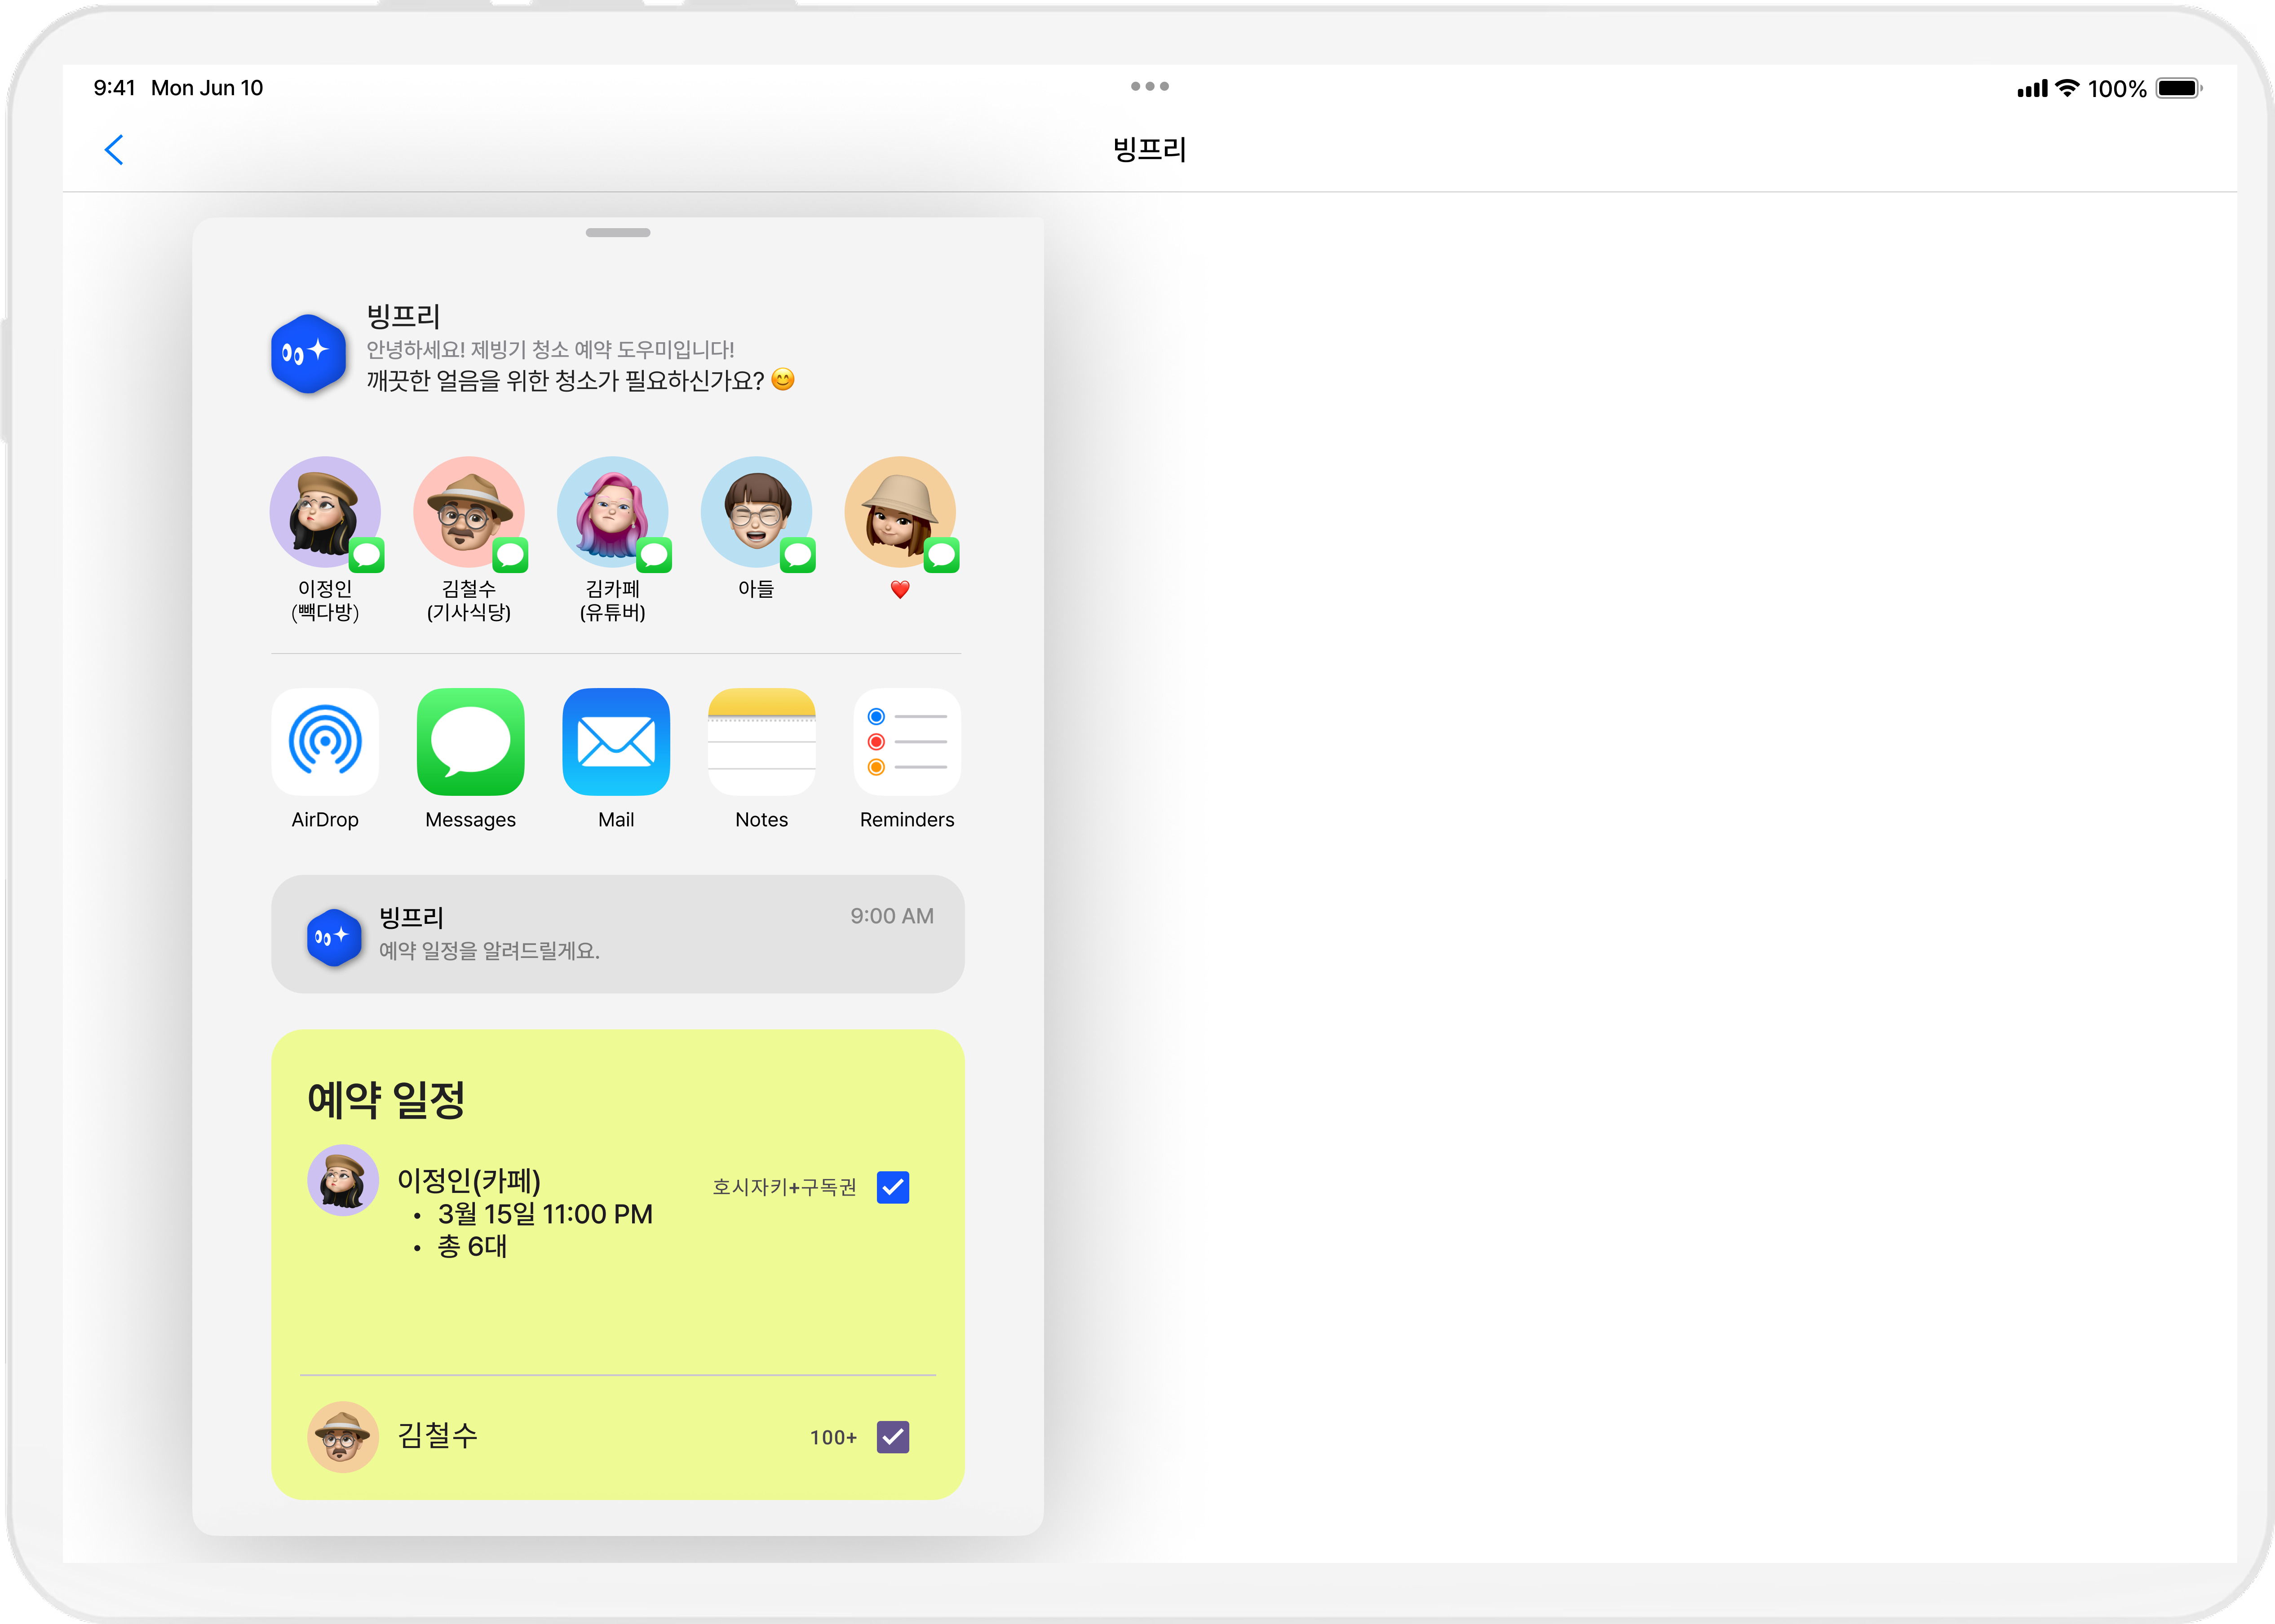 9:41 Mon Jun 10
100%
빙프리
빙프리
안녕하세요! 제빙기 청소 예약 도우미입니다!
깨끗한 얼음을 위한 청소가 필요하신가요? 😊
이정인
(빽다방)
김철수
(기사식당)
김카페
(유튜버)
아들
❤️
AirDrop
Messages
Mail
Notes
Reminders
빙프리
9:00 AM
예약 일정을 알려드릴게요.
예약 일정
이정인(카페)
호시자키+구독권
• 3월 15일 11:00 PM
• 총 6대
김철수
100+